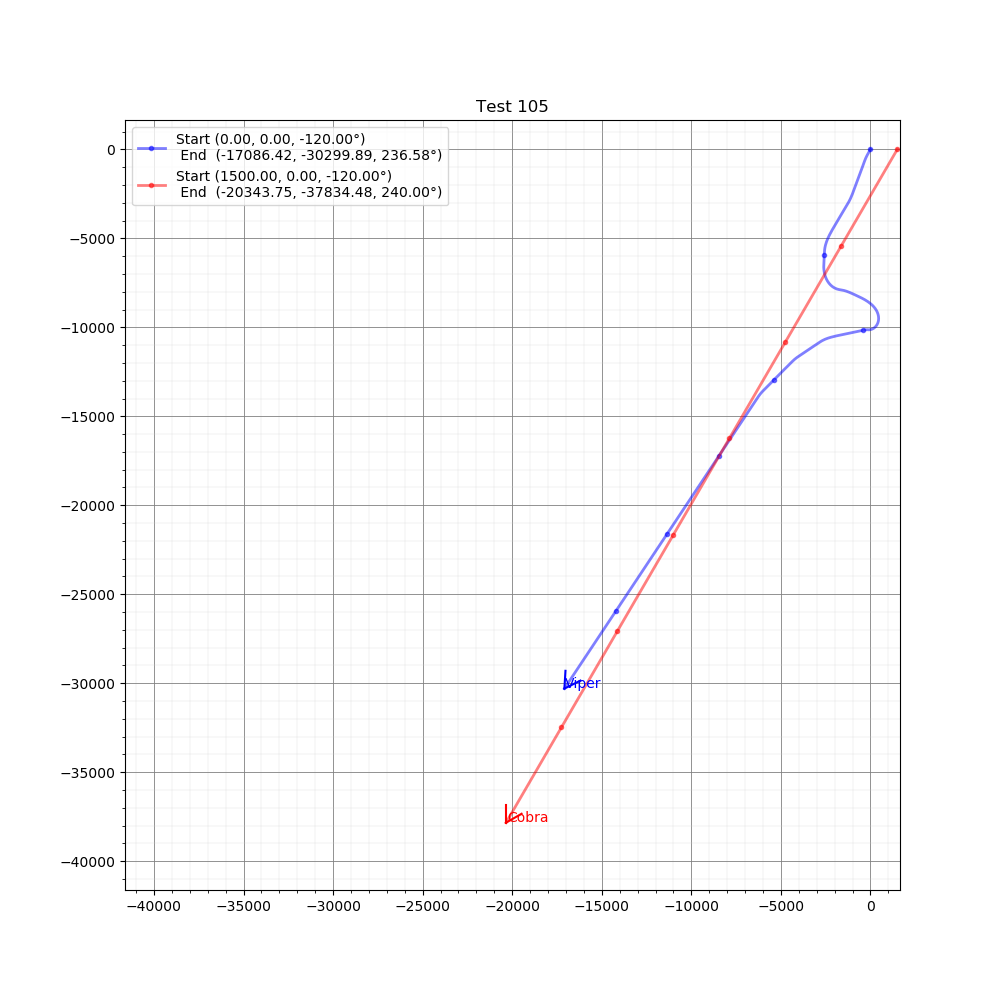 Test 105
Start (0.00, 0.00, -120.00°)
End  (-17086.42, -30299.89, 236.58°)
Start (1500.00, 0.00, -120.00°)
End  (-20343.75, -37834.48, 240.00°)
0
−5000
−10000
−15000
−20000
−25000
−30000
−35000
−40000
Viper
Cobra
−40000 −35000 −30000 −25000 −20000 −15000 −10000 −5000 0